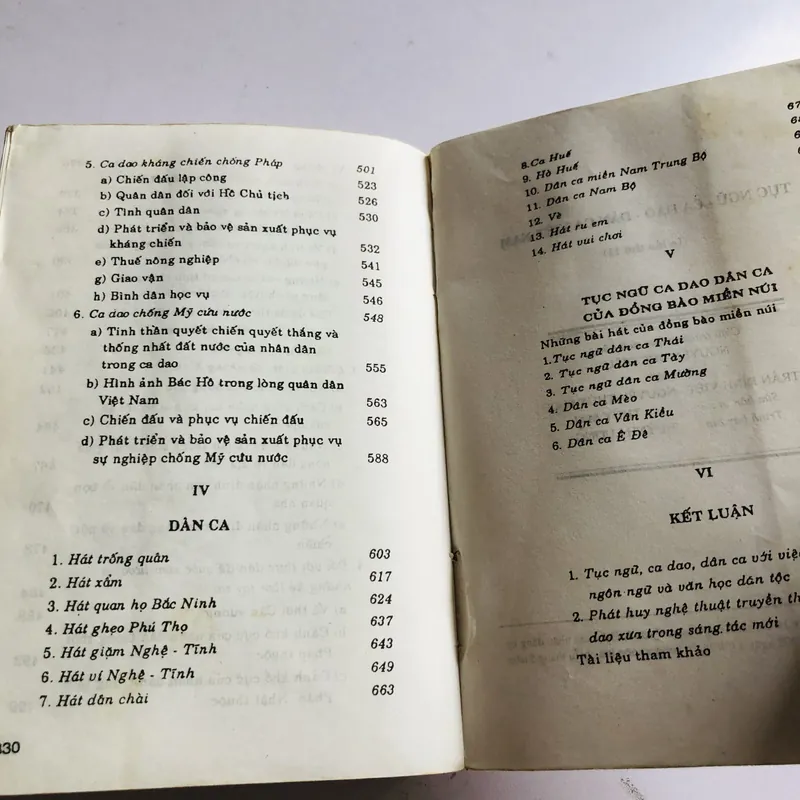 5. Ca dao kháng chiến chống Pháp 501
a) Chiến đấu lập công 523
b) Quân dân đối với Hồ Chủ tịch 526
c) Tình quân dân 530
d) Phát triển và bảo vệ sản xuất phục vụ
kháng chiến 532
e) Thuế nông nghiệp 541
g) Giao vận 545
h) Bình dân học vụ 546
6. Ca dao chống Mỹ cứu nước 548
a) Tinh thần quyết chiến quyết thắng và
thống nhất đất nước của nhân dân
trong ca dao 555
b) Hình ảnh Bác Hồ trong lòng quân dân
Việt Nam 563
c) Chiến đấu và phục vụ chiến đấu 565
d) Phát triển và bảo vệ sản xuất phục vụ
sự nghiệp chống Mỹ cứu nước 588
IV
DÂN CA
1. Hát trống quân 603
2. Hát xẩm 617
3. Hát quan họ Bắc Ninh 624
4. Hát ghẹo Phú Thọ 637
5. Hát giặm Nghệ - Tĩnh 643
6. Hát ví Nghệ - Tĩnh 649
7. Hát dân chài 663
8. Ca Huế
9. Hò Huế
10. Dân ca miền Nam Trung Bộ
11. Dân ca Nam Bộ
12. Vè
13. Hát ru em
14. Hát vui chơi
V
TỤC NGỮ CA DAO DÂN CA
CỦA ĐỒNG BÀO MIỀN NÚI
Những bài hát của đồng bào miền núi
1. Tục ngữ dân ca Thái
2. Tục ngữ dân ca Tày
3. Tục ngữ dân ca Mường
4. Dân ca Mèo
5. Dân ca Vân Kiều
6. Dân ca Ê Đê
VI
KẾT LUẬN
1. Tục ngữ, ca dao, dân ca với việ
ngôn ngữ và văn học dân tộc
2. Phát huy nghệ thuật truyền th
dao xưa trong sáng tác mới
Tài liệu tham khảo